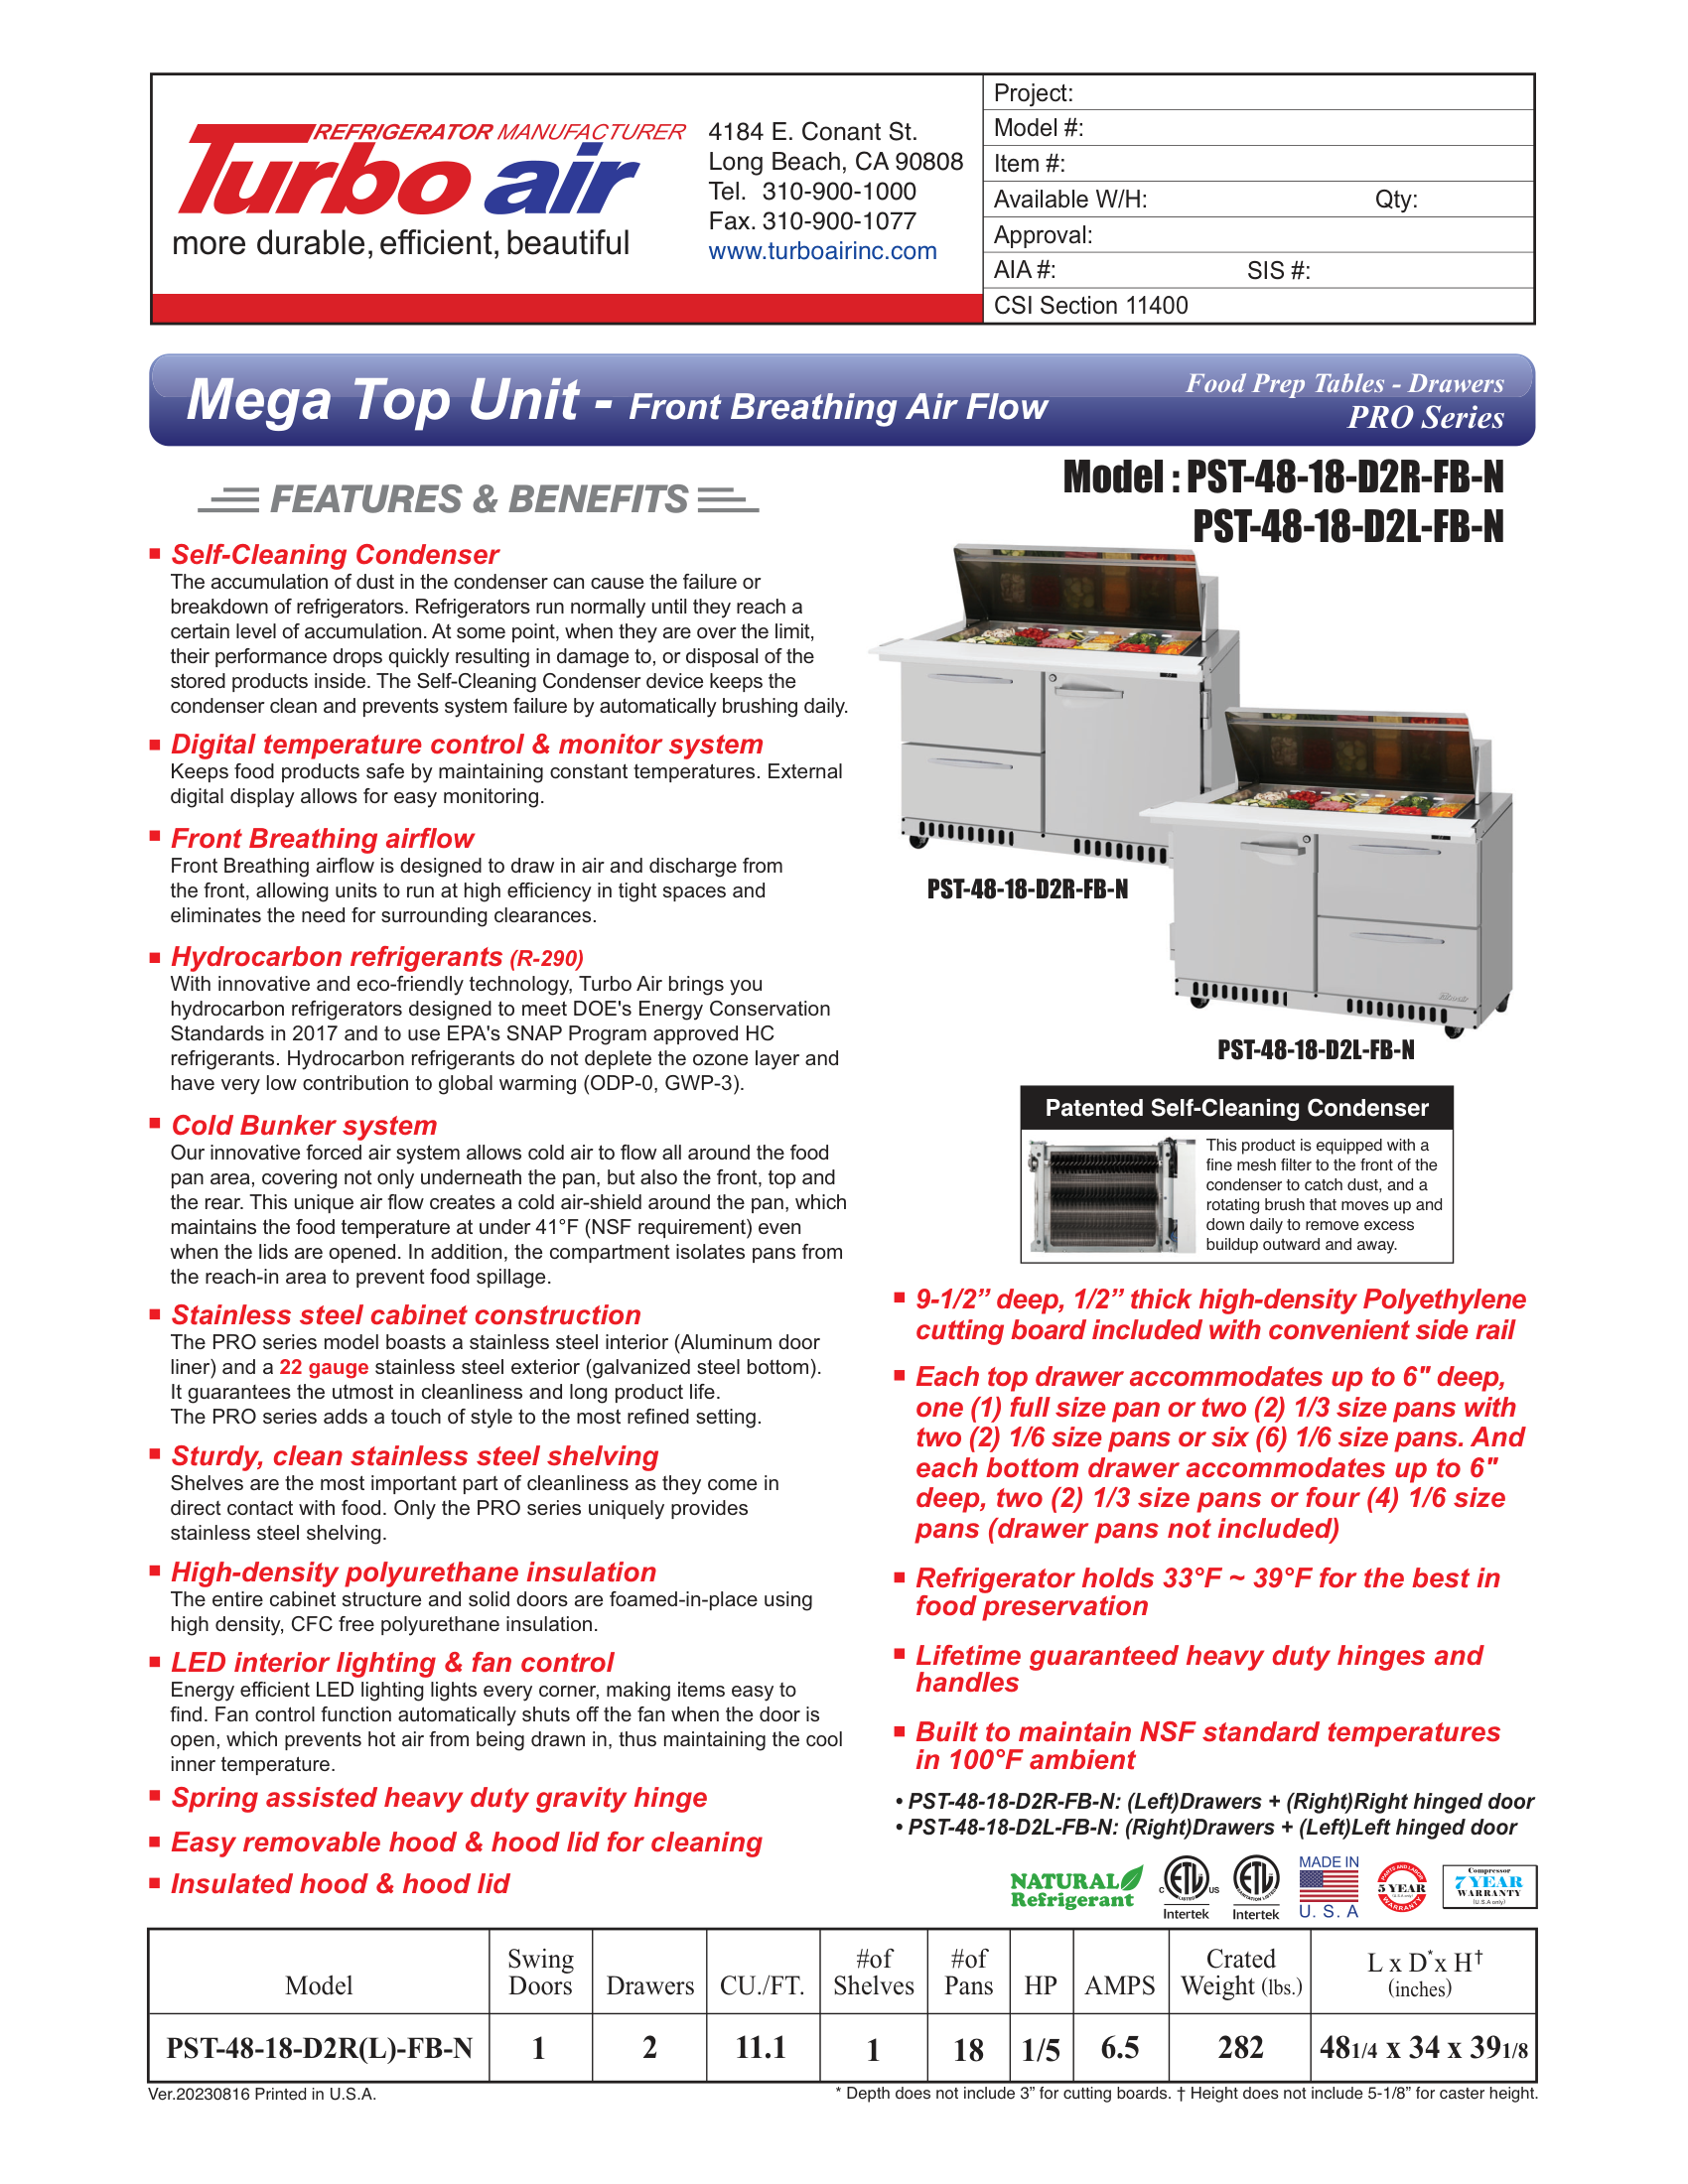 REFRIGERATOR MANUFACTURER
Turbo air
more durable, efficient, beautiful
4184 E. Conant St.
Long Beach, CA 90808
Tel. 310-900-1000
Fax. 310-900-1077
www.turboairinc.com
Project:
Model #:
Item #:
Available W/H: Qty:
Approval:
AIA #: SIS #:
CSI Section 11400
Mega Top Unit - Front Breathing Air Flow
Food Prep Tables - Drawers
PRO Series
FEATURES & BENEFITS
Model : PST-48-18-D2R-FB-N
PST-48-18-D2L-FB-N
Self-Cleaning Condenser
The accumulation of dust in the condenser can cause the failure or
breakdown of refrigerators. Refrigerators run normally until they reach a
certain level of accumulation. At some point, when they are over the limit,
their performance drops quickly resulting in damage to, or disposal of the
stored products inside. The Self-Cleaning Condenser device keeps the
condenser clean and prevents system failure by automatically brushing daily.
Digital temperature control & monitor system
Keeps food products safe by maintaining constant temperatures. External
digital display allows for easy monitoring.
Front Breathing airflow
Front Breathing airflow is designed to draw in air and discharge from
the front, allowing units to run at high efficiency in tight spaces and
eliminates the need for surrounding clearances.
Hydrocarbon refrigerants (R-290)
With innovative and eco-friendly technology, Turbo Air brings you
hydrocarbon refrigerators designed to meet DOE's Energy Conservation
Standards in 2017 and to use EPA's SNAP Program approved HC
refrigerants. Hydrocarbon refrigerants do not deplete the ozone layer and
have very low contribution to global warming (ODP-0, GWP-3).
Cold Bunker system
Our innovative forced air system allows cold air to flow all around the food
pan area, covering not only underneath the pan, but also the front, top and
the rear. This unique air flow creates a cold air-shield around the pan, which
maintains the food temperature at under 41°F (NSF requirement) even
when the lids are opened. In addition, the compartment isolates pans from
the reach-in area to prevent food spillage.
Stainless steel cabinet construction
The PRO series model boasts a stainless steel interior (Aluminum door
liner) and a 22 gauge stainless steel exterior (galvanized steel bottom).
It guarantees the utmost in cleanliness and long product life.
The PRO series adds a touch of style to the most refined setting.
Sturdy, clean stainless steel shelving
Shelves are the most important part of cleanliness as they come in
direct contact with food. Only the PRO series uniquely provides
stainless steel shelving.
High-density polyurethane insulation
The entire cabinet structure and solid doors are foamed-in-place using
high density, CFC free polyurethane insulation.
LED interior lighting & fan control
Energy efficient LED lighting lights every corner, making items easy to
find. Fan control function automatically shuts off the fan when the door is
open, which prevents hot air from being drawn in, thus maintaining the cool
inner temperature.
Spring assisted heavy duty gravity hinge
Easy removable hood & hood lid for cleaning
Insulated hood & hood lid
PST-48-18-D2R-FB-N
Turbo air
PST-48-18-D2L-FB-N
Patented Self-Cleaning Condenser
This product is equipped with a
fine mesh filter to the front of the
condenser to catch dust, and a
rotating brush that moves up and
down daily to remove excess
buildup outward and away.
9-1/2” deep, 1/2” thick high-density Polyethylene
cutting board included with convenient side rail
Each top drawer accommodates up to 6" deep,
one (1) full size pan or two (2) 1/3 size pans with
two (2) 1/6 size pans or six (6) 1/6 size pans. And
each bottom drawer accommodates up to 6"
deep, two (2) 1/3 size pans or four (4) 1/6 size
pans (drawer pans not included)
Refrigerator holds 33°F ~ 39°F for the best in
food preservation
Lifetime guaranteed heavy duty hinges and
handles
Built to maintain NSF standard temperatures
in 100°F ambient
• PST-48-18-D2R-FB-N: (Left)Drawers + (Right)Right hinged door
• PST-48-18-D2L-FB-N: (Right)Drawers + (Left)Left hinged door
NATURAL
Refrigerant
C ETL US
LISTED
Intertek
ETL
SANITATION LISTED
Intertek
MADE IN
U. S. A
PARTS AND LABOR
5 YEAR
(U.S.A only)
WARRANTY
Compressor
7 YEAR
WARRANTY
(U.S.A only)
Model Swing Doors Drawers CU./FT. #of Shelves #of Pans HP AMPS Crated Weight (lbs.) L x D* x H† (inches)
PST-48-18-D2R(L)-FB-N 1 2 11.1 1 18 1/5 6.5 282 481/4 x 34 x 391/8
Ver.20230816 Printed in U.S.A.
* Depth does not include 3” for cutting boards. † Height does not include 5-1/8” for caster height.